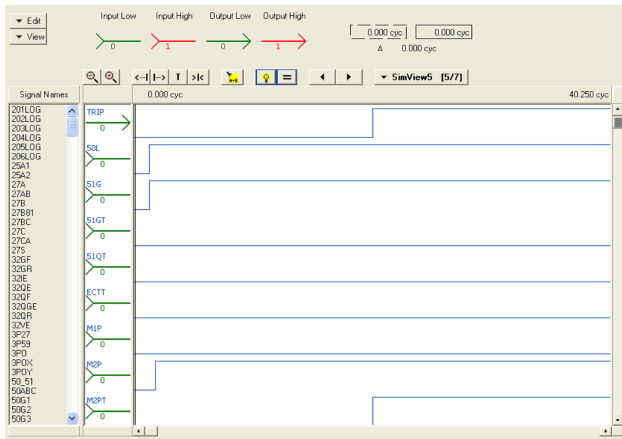 Edit
View
Input Low Input High Output Low Output High
0 1 0 1
0.000 cyc 0.000 cyc
Δ 0.000 cyc
T
A+B
SimView5 [5/7]
Signal Names
0.000 cyc 40.250 cyc
201LOG
202LOG
203LOG
204LOG
205LOG
206LOG
25A1
25A2
27A
27AB
27B
27B81
27BC
27C
27CA
27S
32GF
32GR
32IE
32QE
32QF
32QGE
32QR
32VE
3P27
3P59
3PO
3POX
3POY
50_51
50ABC
50G1
50G2
50G3
TRIP
0
50L
0
51G
0
51GT
0
51QT
0
ECTT
0
M1P
0
M2P
0
M2PT
0